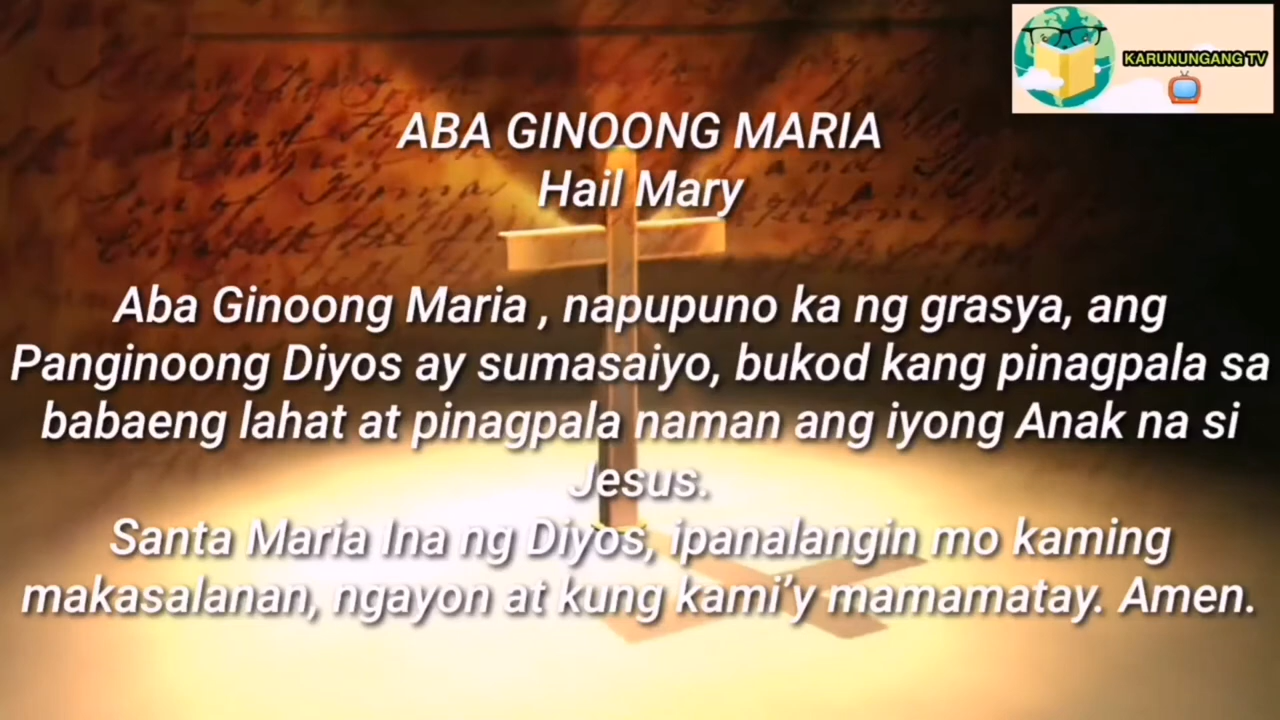 KARUNUNGANG TV
ABA GINOONG MARIA
Hail Mary
Aba Ginoong Maria , napupuno ka ng grasya, ang
Panginoong Diyos ay sumasaiyo, bukod kang pinagpala sa
babaeng lahat at pinagpala naman ang iyong Anak na si
Jesus.
Santa Maria Ina ng Diyos, ipanalangin mo kaming
makasalanan, ngayon at kung kami’y mamamatay. Amen.